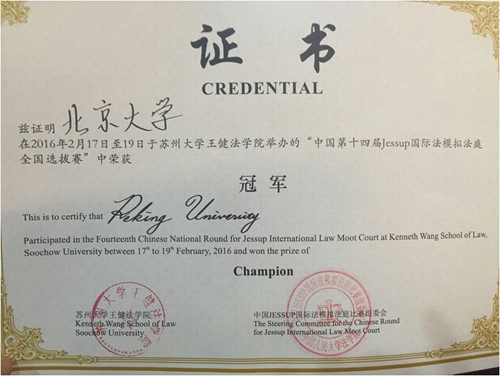 证书
CREDENTIAL
兹证明 北京大学
在2016年2月17日至19日于苏州大学王健法学院举办的“中国第十四届Jessup国际法模拟法庭
全国选拔赛”中荣获
冠军
This is to certify that Peking University
Participated in the Fourteenth Chinese National Round for Jessup International Law Moot Court at Kenneth Wang School of Law,
Soochow University between 17th to 19th February, 2016 and won the prize of
Champion
苏州大学王健法学院
Kenneth Wang School of Law
Soochow University
中国JESSUP国际法模拟法庭比赛组委会
The Steering Committee for the Chinese Round
for Jessup International Law Moot Court